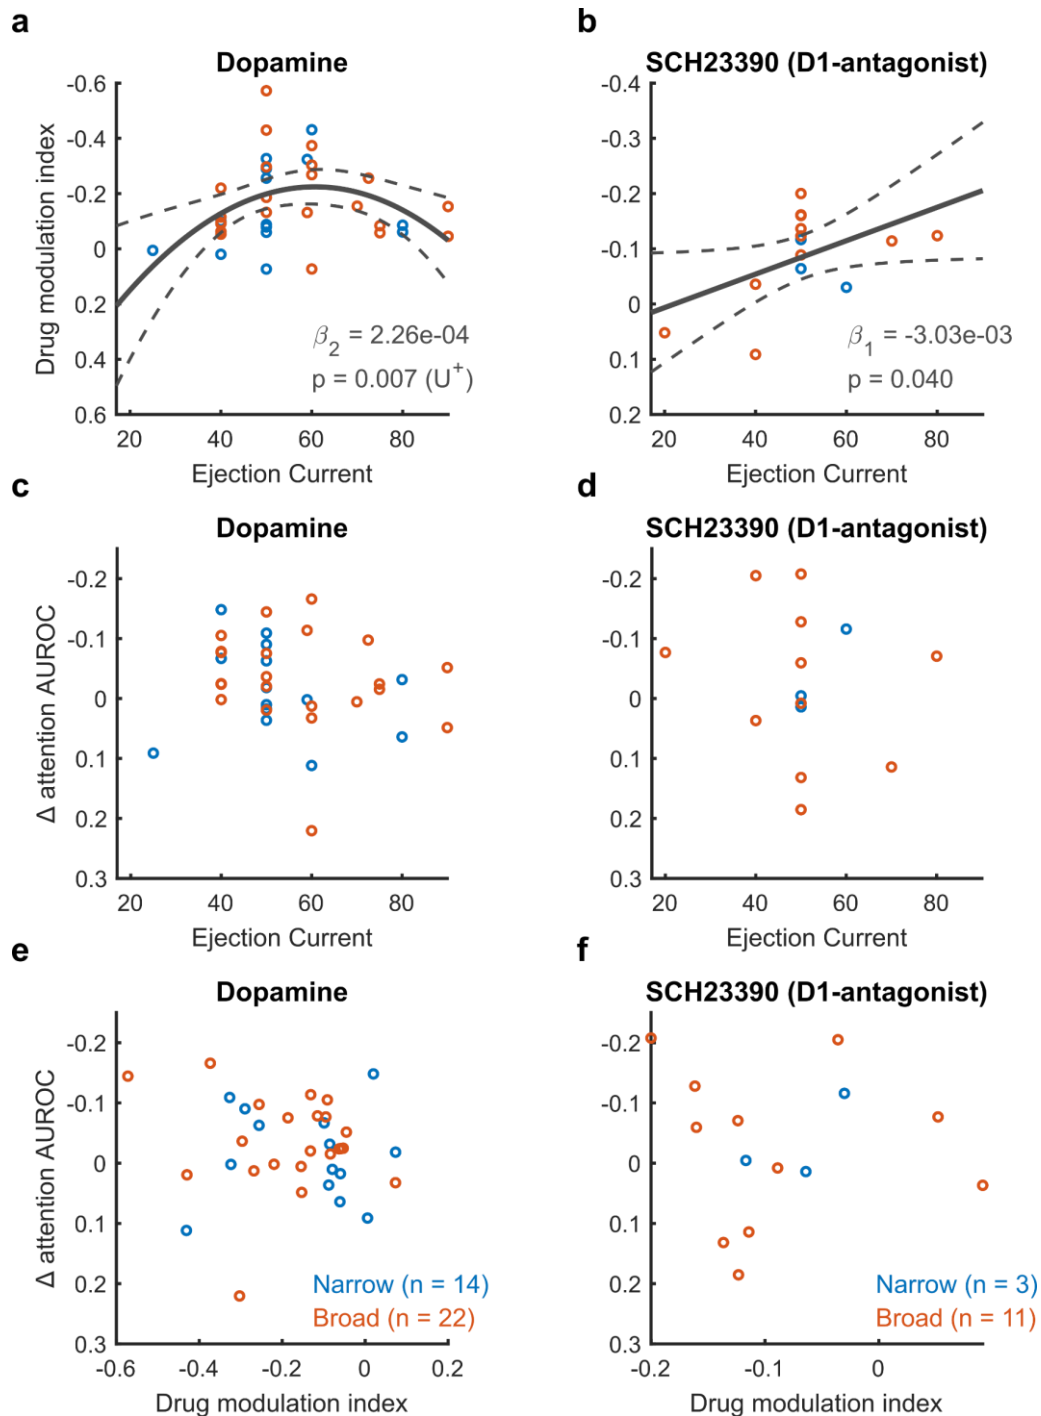 a
Dopamine
Drug modulation index
-0.6
-0.4
-0.2
0
0.2
0.4
0.6
β2 = 2.26e-04
p = 0.007 (U+)
20 40 60 80
Ejection Current
b
SCH23390 (D1-antagonist)
-0.4
-0.3
-0.2
-0.1
0
0.1
0.2
β1 = -3.03e-03
p = 0.040
20 40 60 80
Ejection Current
c
Dopamine
Δ attention AUROC
-0.2
-0.1
0
0.1
0.2
0.3
20 40 60 80
Ejection Current
d
SCH23390 (D1-antagonist)
-0.2
-0.1
0
0.1
0.2
0.3
20 40 60 80
Ejection Current
e
Dopamine
Δ attention AUROC
-0.2
-0.1
0
0.1
0.2
0.3
Narrow (n = 14)
Broad (n = 22)
-0.6 -0.4 -0.2 0 0.2
Drug modulation index
f
SCH23390 (D1-antagonist)
-0.2
-0.1
0
0.1
0.2
0.3
Narrow (n = 3)
Broad (n = 11)
-0.2 -0.1 0
Drug modulation index